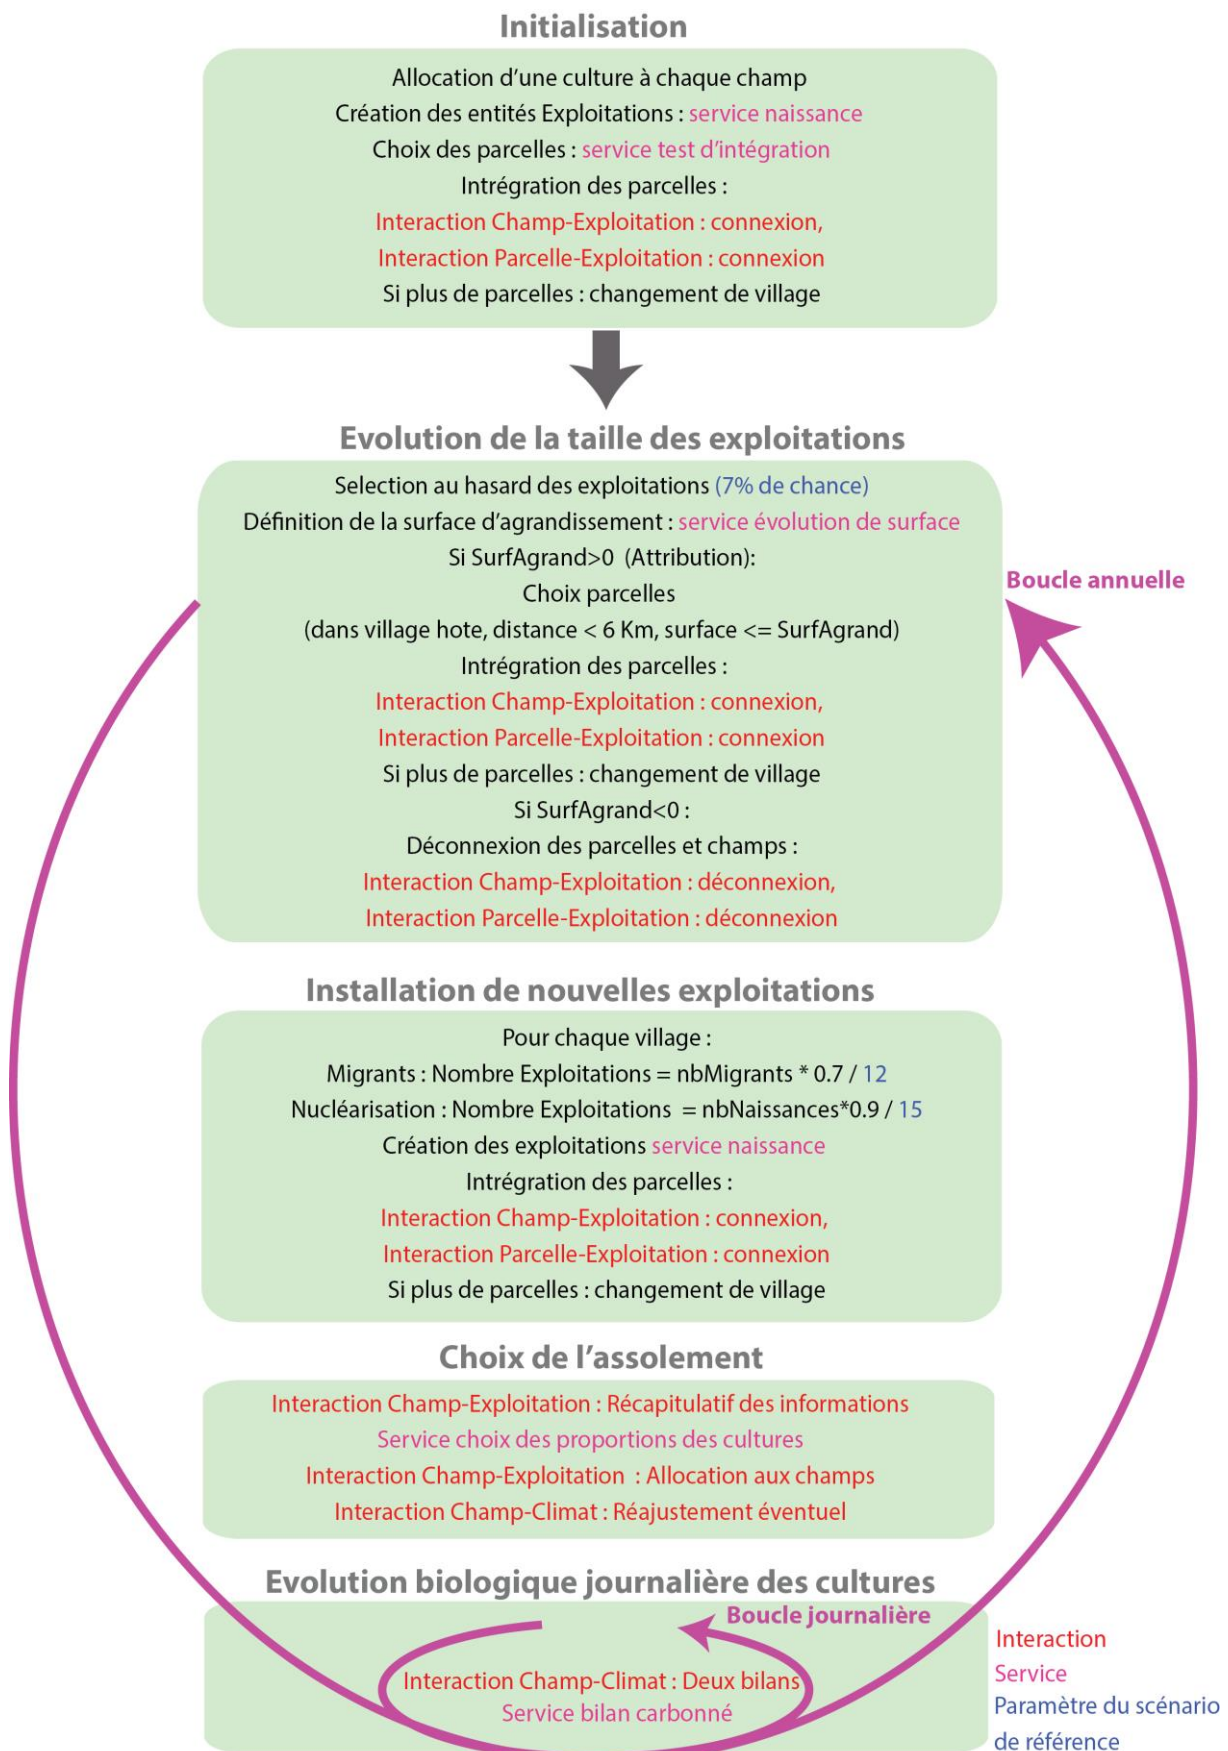 Initialisation
Allocation d'une culture à chaque champ
Création des entités Exploitations : service naissance
Choix des parcelles : service test d'intégration
Intrégration des parcelles :
Interaction Champ-Exploitation : connexion,
Interaction Parcelle-Exploitation : connexion
Si plus de parcelles : changement de village
Evolution de la taille des exploitations
Selection au hasard des exploitations (7% de chance)
Définition de la surface d'agrandissement : service évolution de surface
Si SurfAgrand>0 (Attribution):
Choix parcelles
(dans village hote, distance < 6 Km, surface <= SurfAgrand)
Intrégration des parcelles :
Interaction Champ-Exploitation : connexion,
Interaction Parcelle-Exploitation : connexion
Si plus de parcelles : changement de village
Si SurfAgrand<0 :
Déconnexion des parcelles et champs :
Interaction Champ-Exploitation : déconnexion,
Interaction Parcelle-Exploitation : déconnexion
Boucle annuelle
Installation de nouvelles exploitations
Pour chaque village :
Migrants : Nombre Exploitations = nbMigrants * 0.7 / 12
Nucléarisation : Nombre Exploitations = nbNaissances*0.9 / 15
Création des exploitations service naissance
Intrégration des parcelles :
Interaction Champ-Exploitation : connexion,
Interaction Parcelle-Exploitation : connexion
Si plus de parcelles : changement de village
Choix de l'assolement
Interaction Champ-Exploitation : Récapitulatif des informations
Service choix des proportions des cultures
Interaction Champ-Exploitation : Allocation aux champs
Interaction Champ-Climat : Réajustement éventuel
Evolution biologique journalière des cultures
Boucle journalière
Interaction Champ-Climat : Deux bilans
Service bilan carbonné
Interaction
Service
Paramètre du scénario
de référence